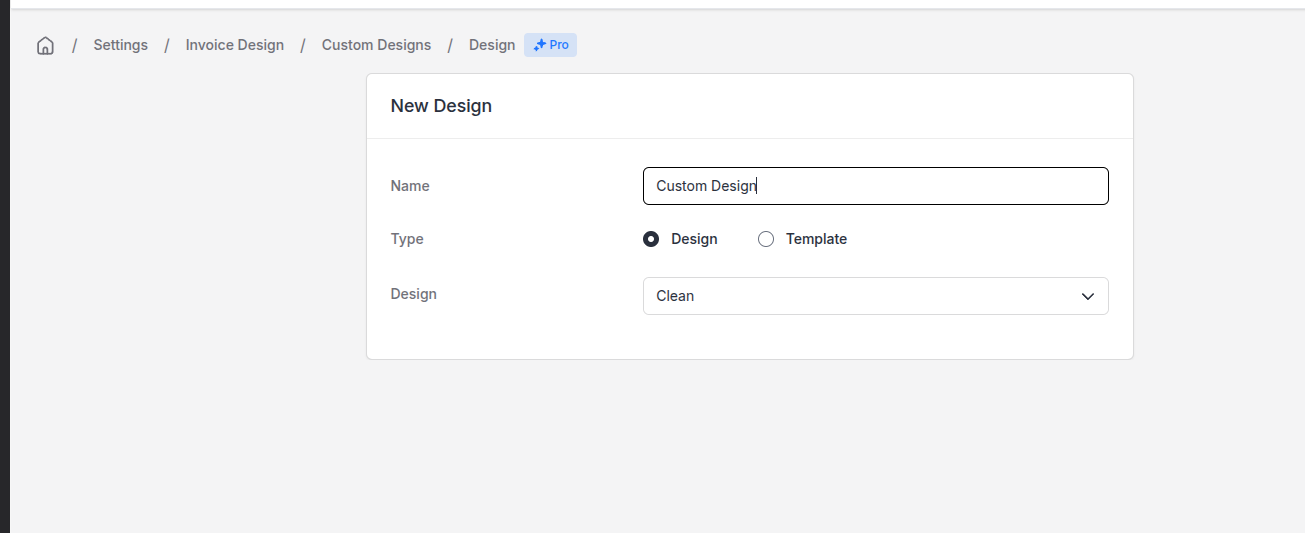 / Settings / Invoice Design / Custom Designs / Design Pro
New Design
Name Custom Design
Type Design Template
Design Clean